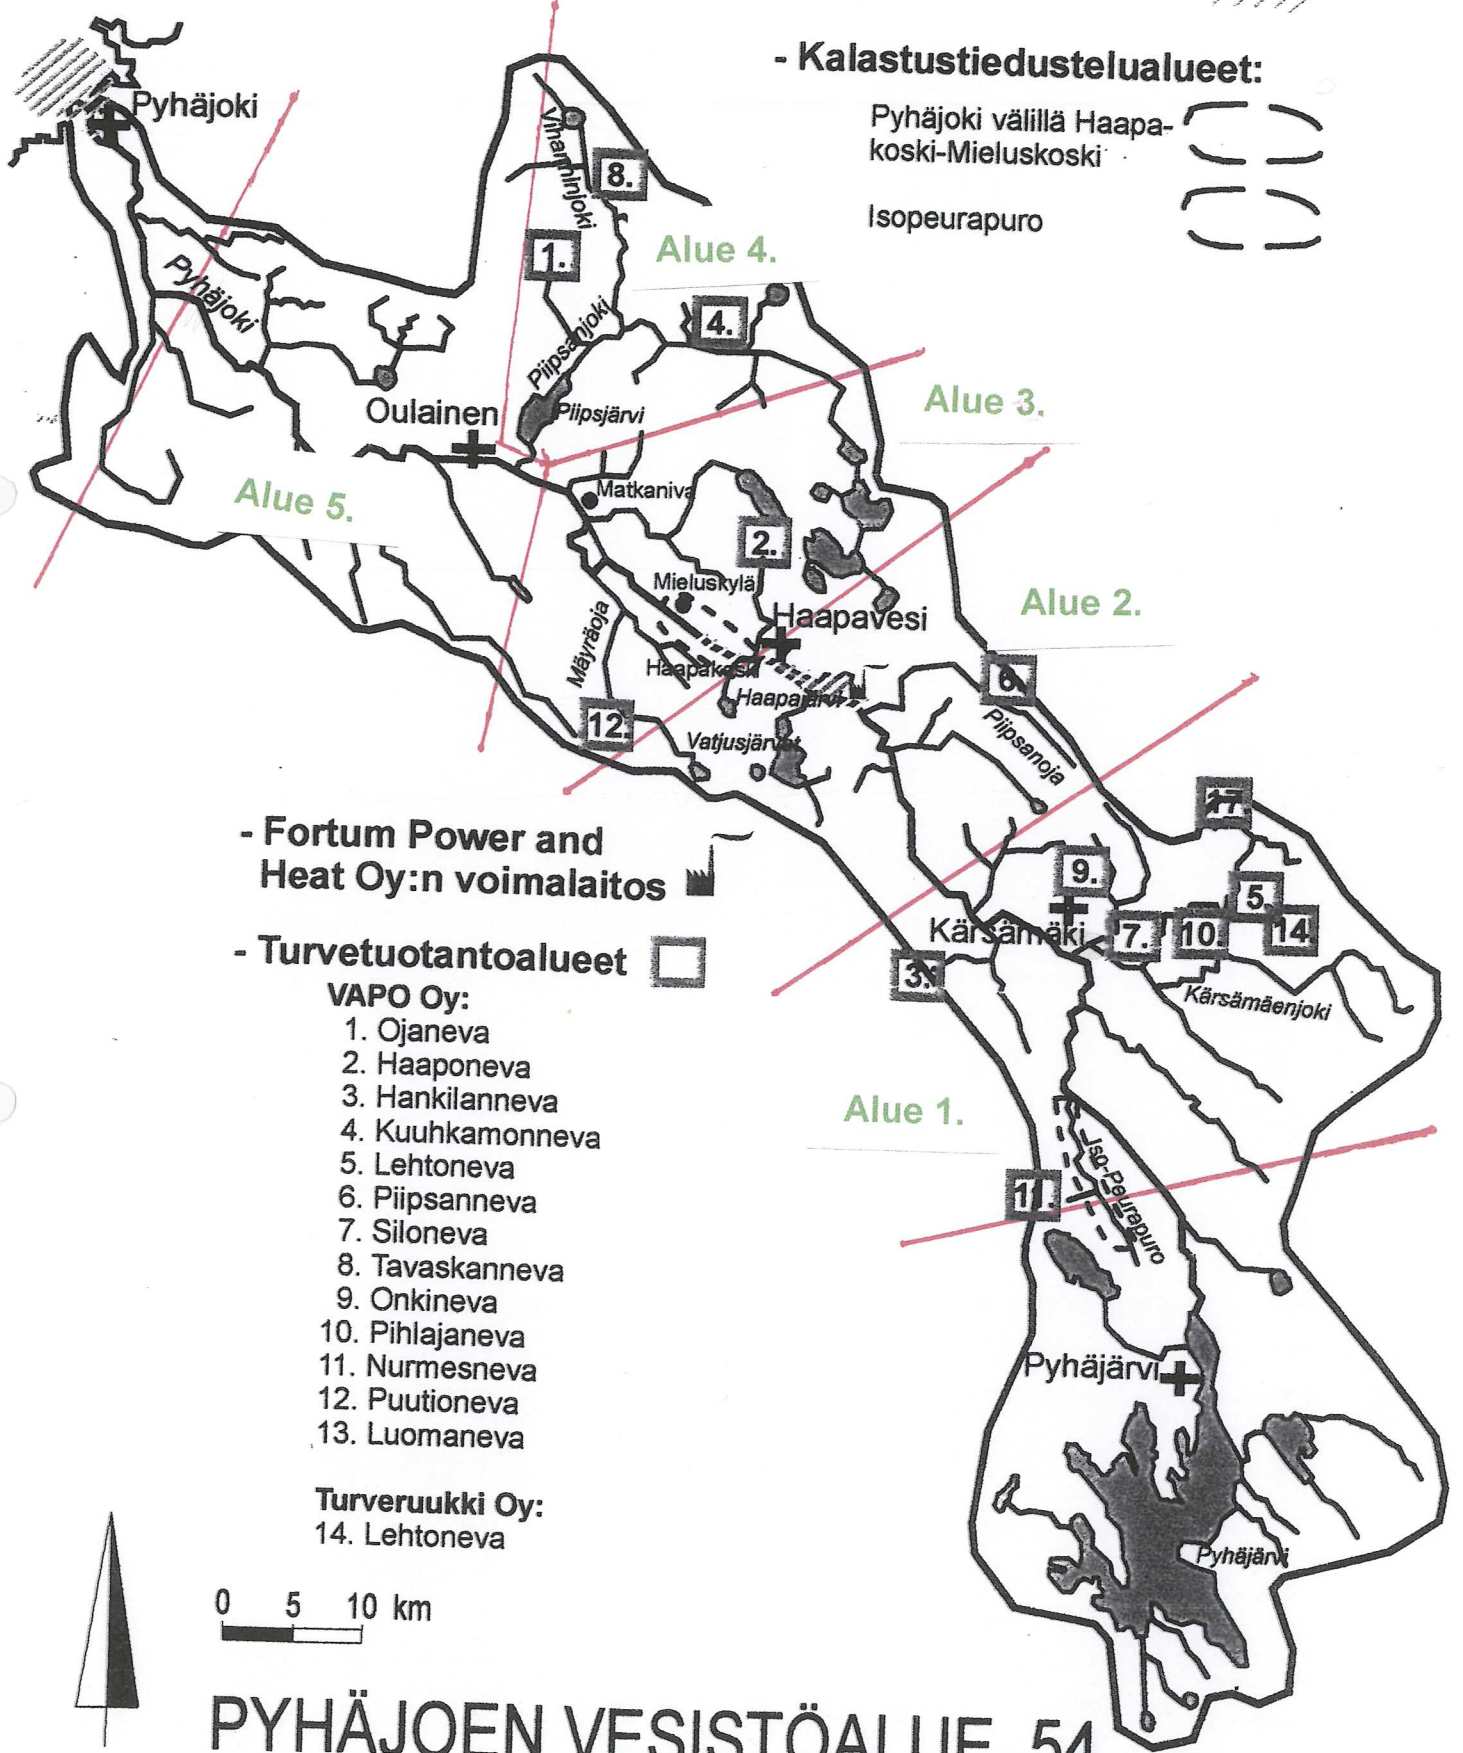 - Kalastustiedustelualueet:
Pyhäjoki välillä Haapa-
koski-Mieluskoski
Isopeurapuro
Pyhäjoki
Vihanninjoki
8.
1.
Alue 4.
Pyhäjoki
4.
Piipsanjoki
Alue 3.
Oulainen
Piipsjärvi
Alue 5.
Matkaniva
2.
Mieluskylä
Alue 2.
Haapavesi
Mäyräoja
Haapakoski
6.
Haapajärvi
12.
Piipsanoja
Vatjusjärvet
17.
- Fortum Power and
Heat Oy:n voimalaitos
9.
5.
Kärsämäki
7.
10.
14.
- Turvetuotantoalueet
3.
Kärsämäenjoki
VAPO Oy:
1. Ojaneva
2. Haaponeva
3. Hankilanneva
4. Kuuhkamonneva
5. Lehtoneva
6. Piipsanneva
7. Siloneva
8. Tavaskanneva
9. Onkineva
10. Pihlajaneva
11. Nurmesneva
12. Puutioneva
13. Luomaneva
Alue 1.
Iso-Peurapuro
11.
Pyhäjärvi
Turveruukki Oy:
14. Lehtoneva
Pyhäjärvi
0 5 10 km
PYHÄJOEN VESISTÖALUE 54